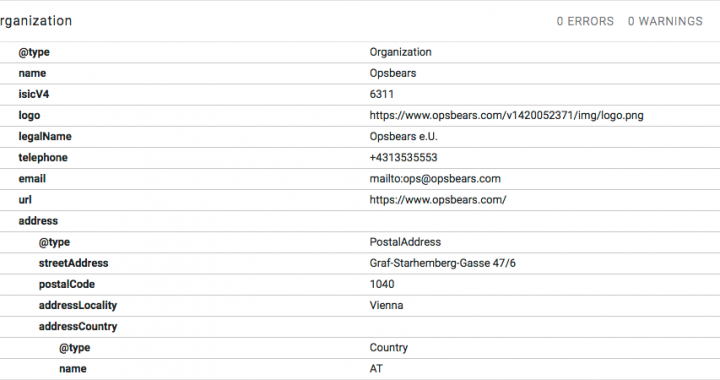 rganization 0 ERRORS 0 WARNINGS
@type Organization
name Opsbears
isicV4 6311
logo https://www.opsbears.com/v1420052371/img/logo.png
legalName Opsbears e.U.
telephone +4313535553
email mailto:ops@opsbears.com
url https://www.opsbears.com/
address
@type PostalAddress
streetAddress Graf-Starhemberg-Gasse 47/6
postalCode 1040
addressLocality Vienna
addressCountry
@type Country
name AT